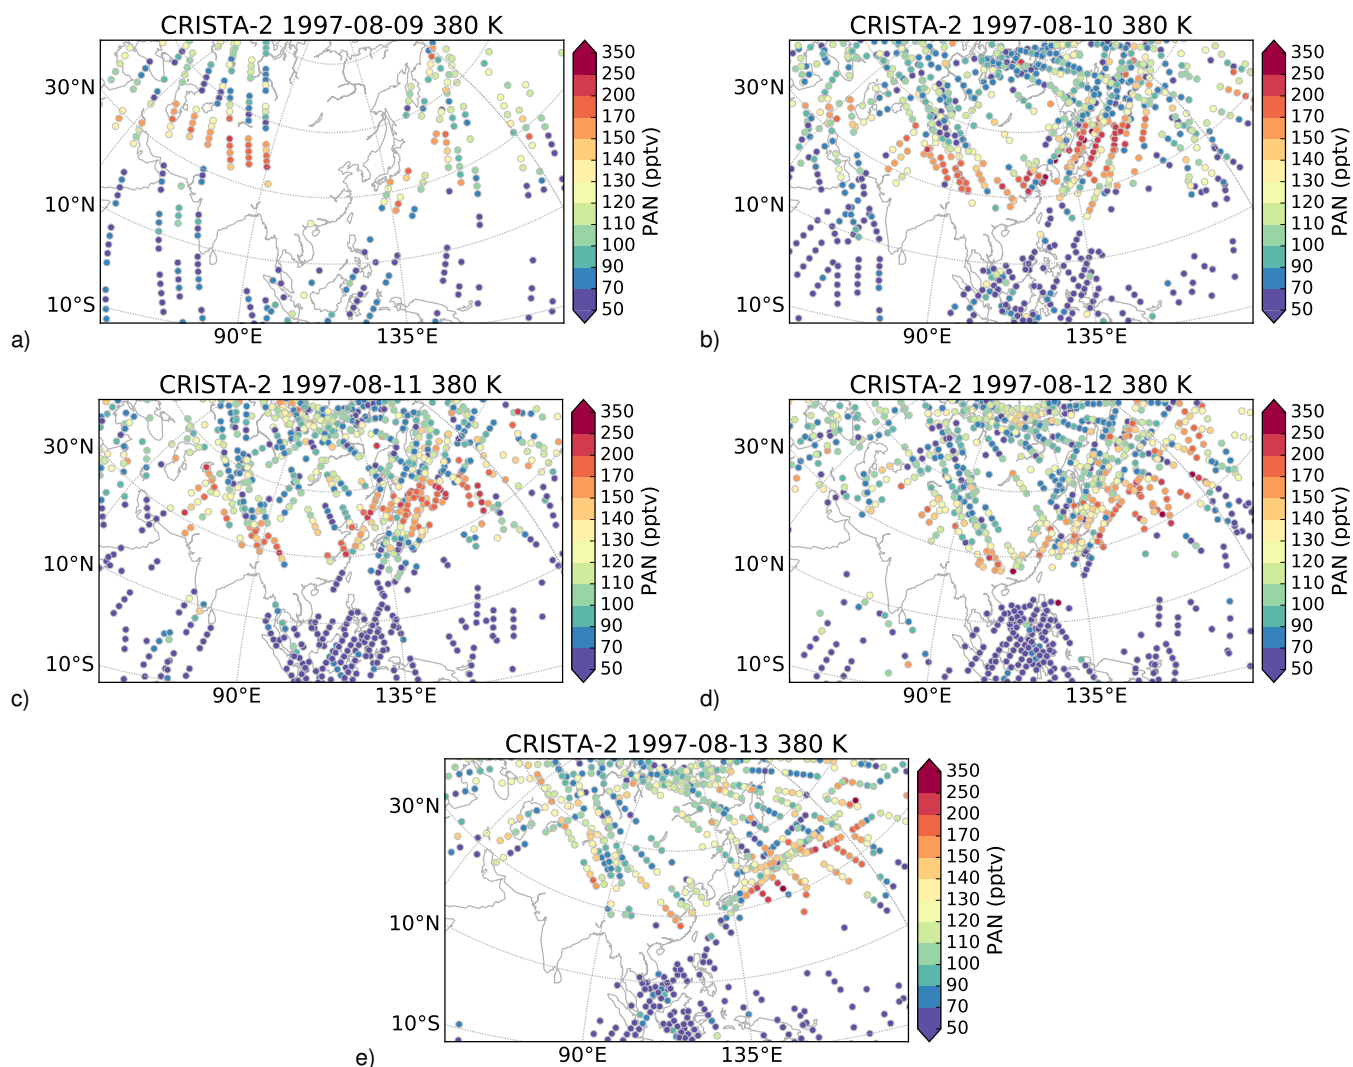 CRISTA-2 1997-08-09 380 K
30°N
10°N
10°S
90°E
135°E
350
250
200
170
150
140
130
120
110
100
90
70
50
PAN (pptv)
a)
CRISTA-2 1997-08-10 380 K
30°N
10°N
10°S
90°E
135°E
350
250
200
170
150
140
130
120
110
100
90
70
50
PAN (pptv)
b)
CRISTA-2 1997-08-11 380 K
30°N
10°N
10°S
90°E
135°E
350
250
200
170
150
140
130
120
110
100
90
70
50
PAN (pptv)
c)
CRISTA-2 1997-08-12 380 K
30°N
10°N
10°S
90°E
135°E
350
250
200
170
150
140
130
120
110
100
90
70
50
PAN (pptv)
d)
CRISTA-2 1997-08-13 380 K
30°N
10°N
10°S
90°E
135°E
350
250
200
170
150
140
130
120
110
100
90
70
50
PAN (pptv)
e)